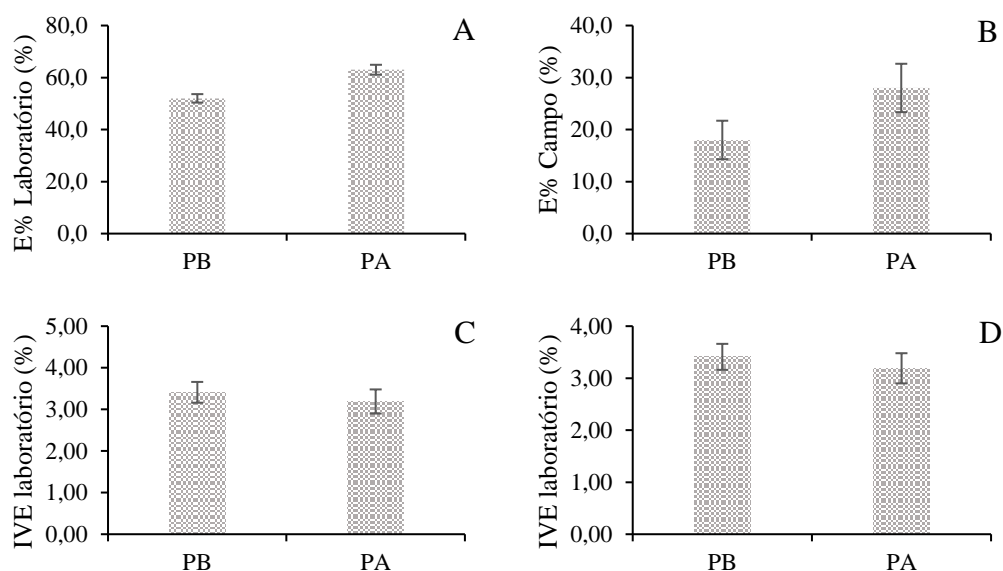 A
E% Laboratório (%)
80,0
60,0
40,0
20,0
0,0
PB PA
B
E% Campo (%)
40,0
30,0
20,0
10,0
0,0
PB PA
C
IVE laboratório (%)
5,00
4,00
3,00
2,00
1,00
0,00
PB PA
D
IVE laboratório (%)
4,00
3,00
2,00
1,00
0,00
PB PA